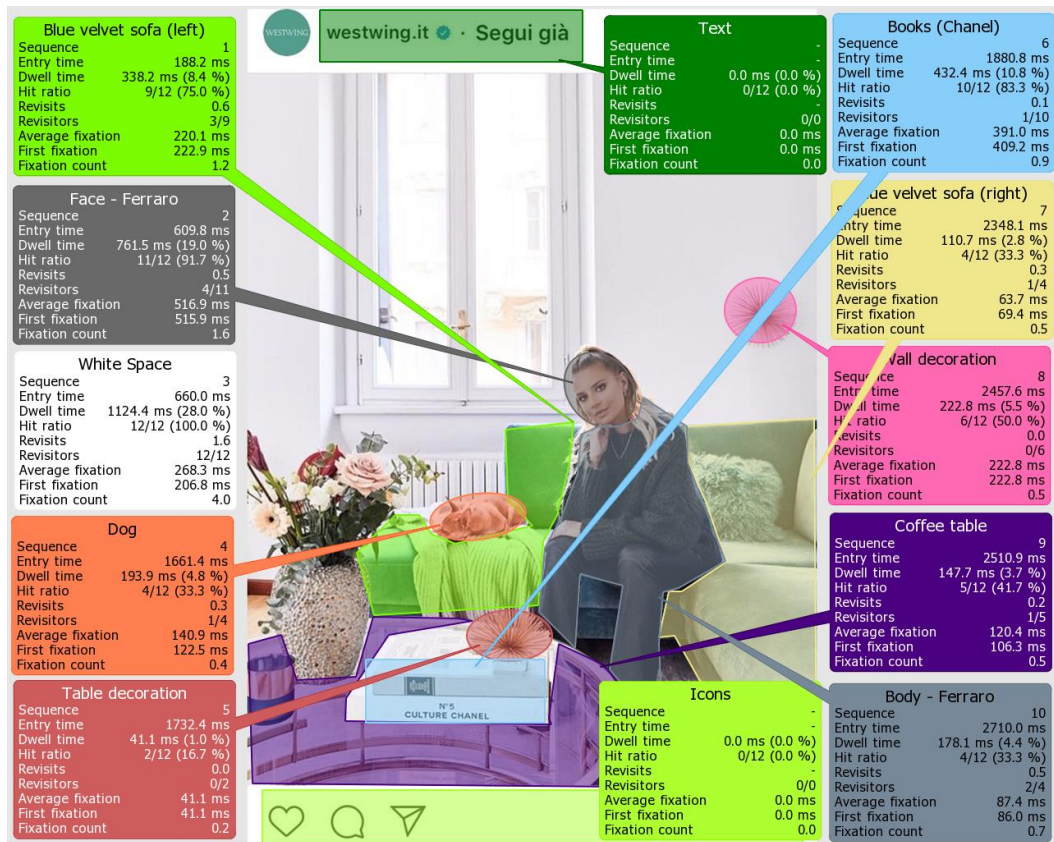 Blue velvet sofa (left)
Sequence 1
Entry time 188.2 ms
Dwell time 338.2 ms (8.4 %)
Hit ratio 9/12 (75.0 %)
Revisits 0.6
Revisitors 3/9
Average fixation 220.1 ms
First fixation 222.9 ms
Fixation count 1.2
Face - Ferraro
Sequence 2
Entry time 609.8 ms
Dwell time 761.5 ms (19.0 %)
Hit ratio 11/12 (91.7 %)
Revisits 0.5
Revisitors 4/11
Average fixation 516.9 ms
First fixation 515.9 ms
Fixation count 1.6
White Space
Sequence 3
Entry time 660.0 ms
Dwell time 1124.4 ms (28.0 %)
Hit ratio 12/12 (100.0 %)
Revisits 1.6
Revisitors 12/12
Average fixation 268.3 ms
First fixation 206.8 ms
Fixation count 4.0
Dog
Sequence 4
Entry time 1661.4 ms
Dwell time 193.9 ms (4.8 %)
Hit ratio 4/12 (33.3 %)
Revisits 0.3
Revisitors 1/4
Average fixation 140.9 ms
First fixation 122.5 ms
Fixation count 0.4
Table decoration
Sequence 5
Entry time 1732.4 ms
Dwell time 41.1 ms (1.0 %)
Hit ratio 2/12 (16.7 %)
Revisits 0.0
Revisitors 0/2
Average fixation 41.1 ms
First fixation 41.1 ms
Fixation count 0.2
WESTWING
westwing.it · Segui già
N°5
CULTURE CHANEL
Text
Sequence -
Entry time -
Dwell time 0.0 ms (0.0 %)
Hit ratio 0/12 (0.0 %)
Revisits -
Revisitors 0/0
Average fixation 0.0 ms
First fixation 0.0 ms
Fixation count 0.0
Icons
Sequence -
Entry time -
Dwell time 0.0 ms (0.0 %)
Hit ratio 0/12 (0.0 %)
Revisits -
Revisitors 0/0
Average fixation 0.0 ms
First fixation 0.0 ms
Fixation count 0.0
Books (Chanel)
Sequence 6
Entry time 1880.8 ms
Dwell time 432.4 ms (10.8 %)
Hit ratio 10/12 (83.3 %)
Revisits 0.1
Revisitors 1/10
Average fixation 391.0 ms
First fixation 409.2 ms
Fixation count 0.9
velvet sofa (right)
Sequence 7
Entry time 2348.1 ms
Dwell time 110.7 ms (2.8 %)
Hit ratio 4/12 (33.3 %)
Revisits 0.3
Revisitors 1/4
Average fixation 63.7 ms
First fixation 69.4 ms
Fixation count 0.5
Wall decoration
Sequence 8
Entry time 2457.6 ms
Dwell time 222.8 ms (5.5 %)
Hit ratio 6/12 (50.0 %)
Revisits 0.0
Revisitors 0/6
Average fixation 222.8 ms
First fixation 222.8 ms
Fixation count 0.5
Coffee table
Sequence 9
Entry time 2510.9 ms
Dwell time 147.7 ms (3.7 %)
Hit ratio 5/12 (41.7 %)
Revisits 0.2
Revisitors 1/5
Average fixation 120.4 ms
First fixation 106.3 ms
Fixation count 0.5
Body - Ferraro
Sequence 10
Entry time 2710.0 ms
Dwell time 178.1 ms (4.4 %)
Hit ratio 4/12 (33.3 %)
Revisits 0.5
Revisitors 2/4
Average fixation 87.4 ms
First fixation 86.0 ms
Fixation count 0.7